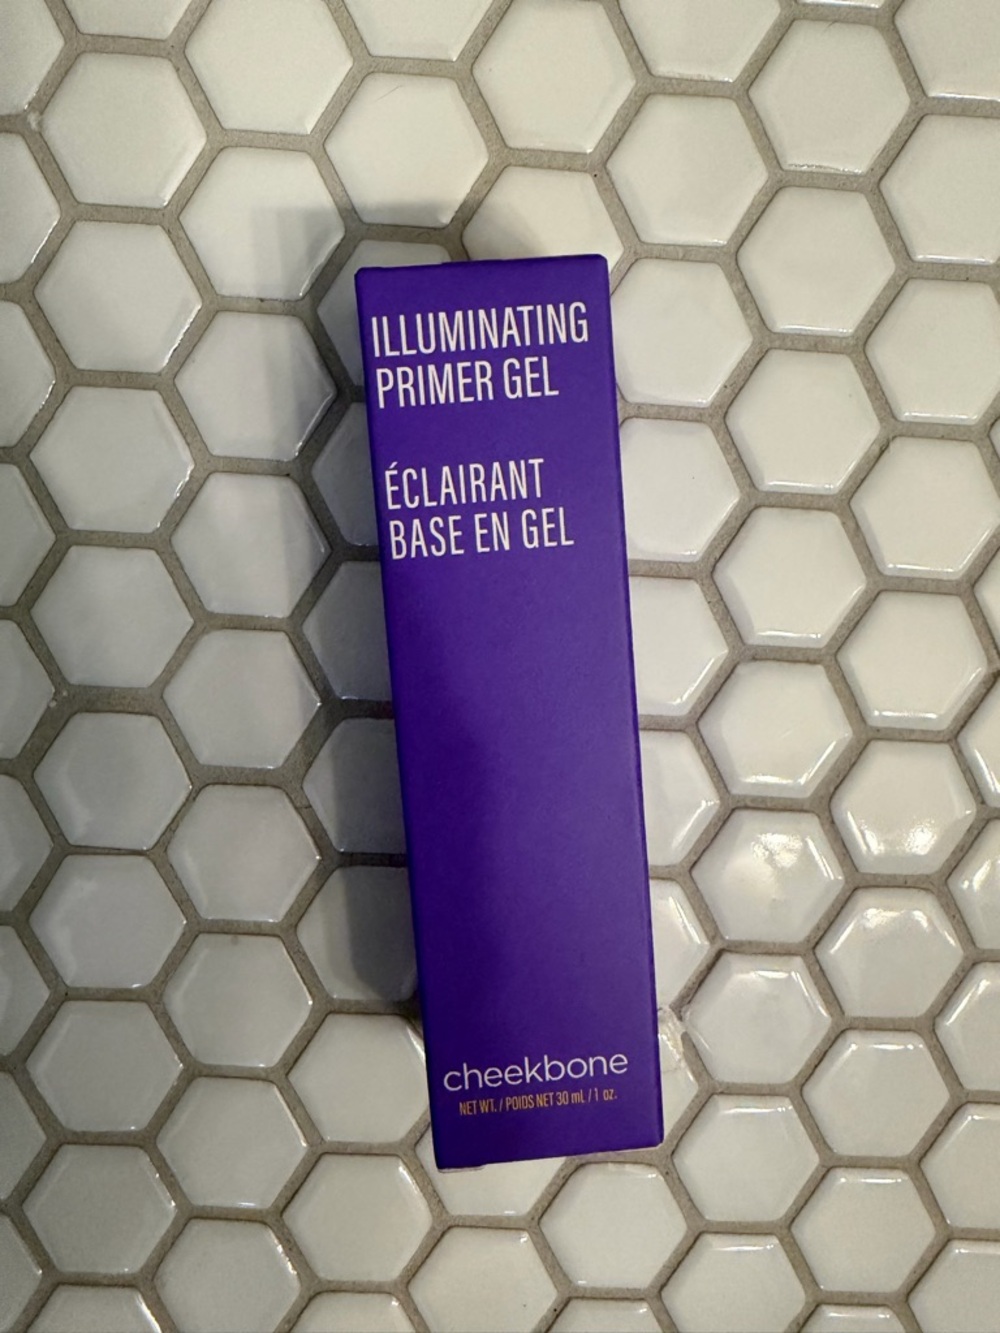 ILLUMINATING
PRIMER GEL
ÉCLAIRANT
BASE EN GEL
cheekbone
NET WT. / POIDS NET 30 mL / 1 oz.